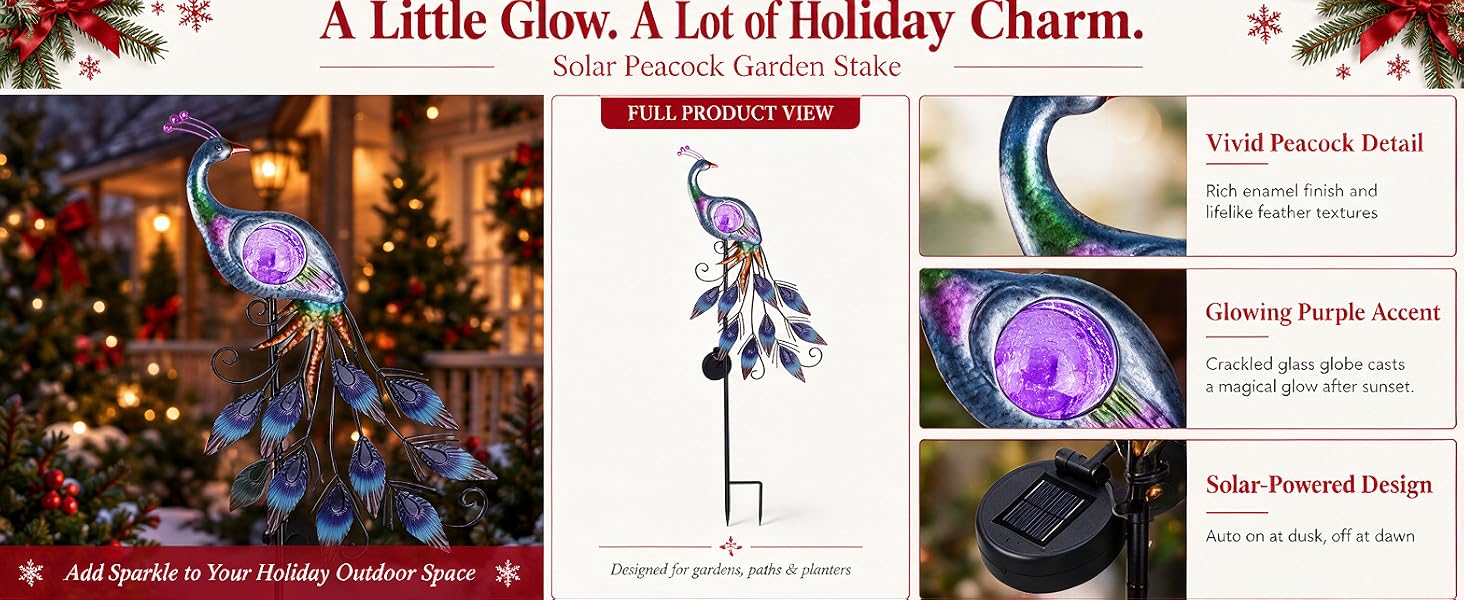 A Little Glow. A Lot of Holiday Charm.
Solar Peacock Garden Stake
Add Sparkle to Your Holiday Outdoor Space
FULL PRODUCT VIEW
Designed for gardens, paths & planters
Vivid Peacock Detail
Rich enamel finish and
lifelike feather textures
Glowing Purple Accent
Crackled glass globe casts
a magical glow after sunset.
Solar-Powered Design
Auto on at dusk, off at dawn